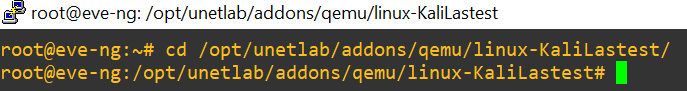 root@eve-ng: /opt/unetlab/addons/qemu/linux-KaliLastest
root@eve-ng:~# cd /opt/unetlab/addons/qemu/linux-KaliLastest/
root@eve-ng:/opt/unetlab/addons/qemu/linux-KaliLastest#